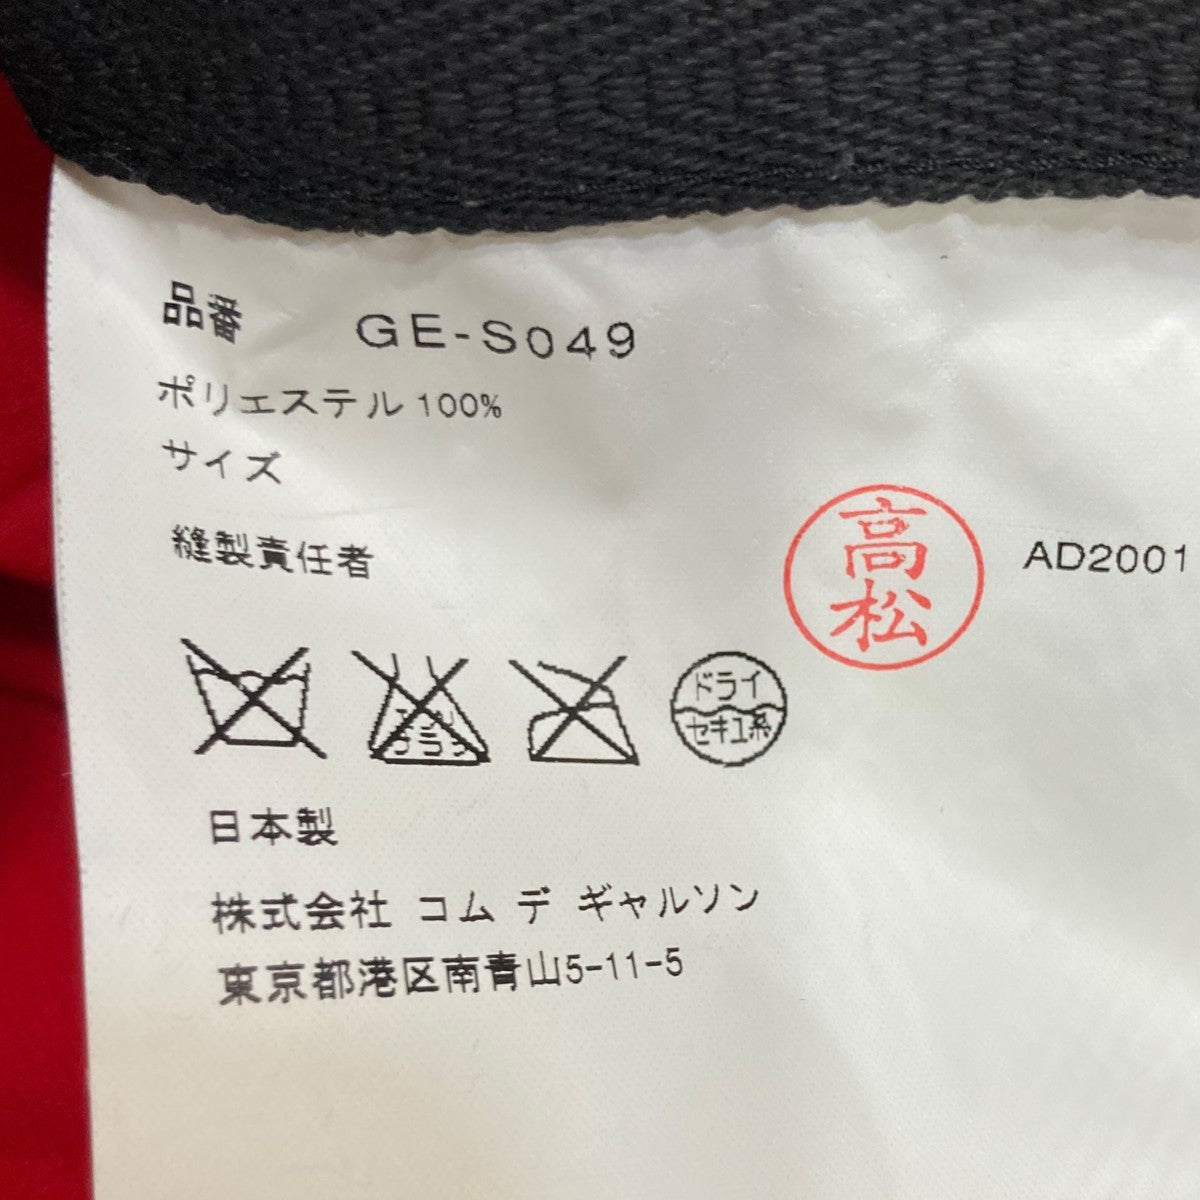 品番 GE-S049
ポリエステル 100%
サイズ
縫製責任者
高松
AD2001
ドライ
セキユ系
日本製
株式会社 コム デ ギャルソン
東京都港区南青山5-11-5